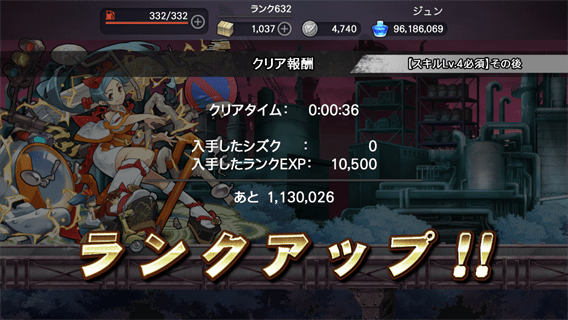 ランク632
332/332
1,037
4,740
ジュン
96,186,069
クリア報酬
【スキルLv.4必須】その後
クリアタイム： 0:00:36
入手したシズク ： 0
入手したランクEXP： 10,500
あと 1,130,026
ランクアップ!!